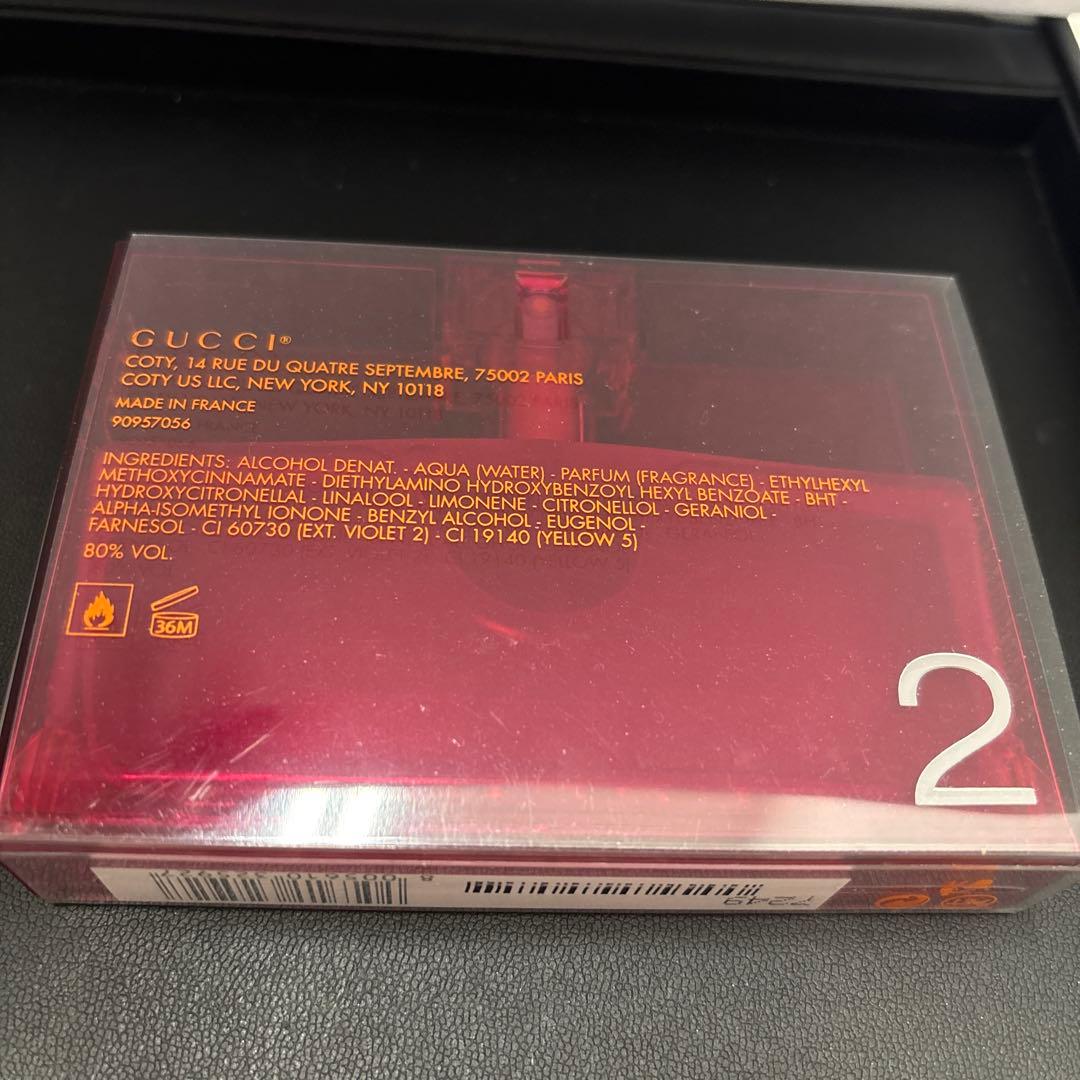 GUCCI®
COTY, 14 RUE DU QUATRE SEPTEMBRE, 75002 PARIS
COTY US LLC, NEW YORK, NY 10118
MADE IN FRANCE
90957056
INGREDIENTS: ALCOHOL DENAT. - AQUA (WATER) - PARFUM (FRAGRANCE) - ETHYLHEXYL
METHOXYCINNAMATE - DIETHYLAMINO HYDROXYBENZOYL HEXYL BENZOATE - BHT -
HYDROXYCITRONELLAL - LINALOOL - LIMONENE - CITRONELLOL - GERANIOL -
ALPHA-ISOMETHYL IONONE - BENZYL ALCOHOL - EUGENOL -
FARNESOL - CI 60730 (EXT. VIOLET 2) - CI 19140 (YELLOW 5)
80% VOL.
36M
2